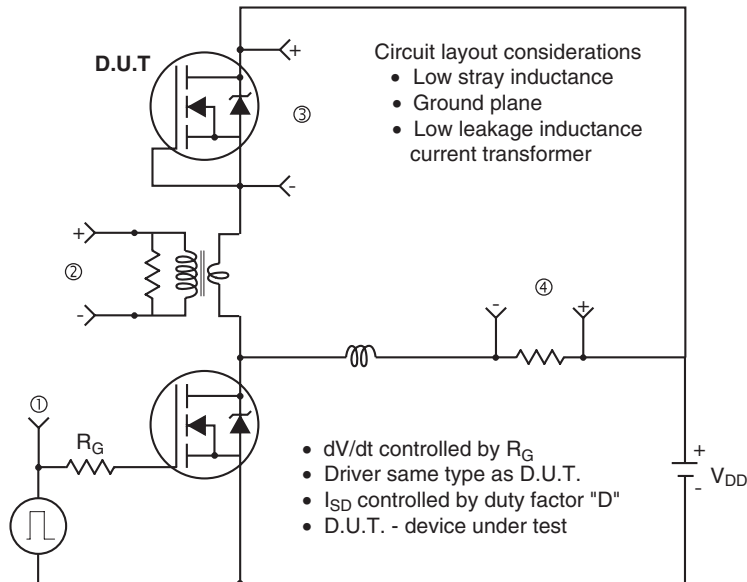 D.U.T
+
③
-
Circuit layout considerations
• Low stray inductance
• Ground plane
• Low leakage inductance
current transformer
+
②
-
④
- +
①
R_G
• dV/dt controlled by R_G
• Driver same type as D.U.T.
• I_SD controlled by duty factor "D"
• D.U.T. - device under test
+
V_DD
-